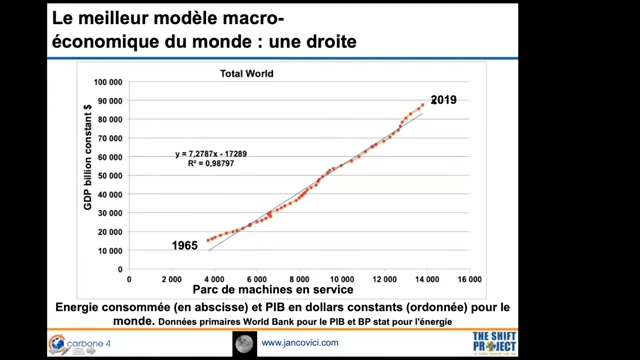 Le meilleur modèle macro-
économique du monde : une droite
Total World
100 000
90 000
80 000
70 000
60 000
50 000
40 000
30 000
20 000
10 000
0
GDP billion constant $
2019
y = 7,2787x - 17289
R² = 0,98797
1965
0
2 000
4 000
6 000
8 000
10 000
12 000
14 000
16 000
Parc de machines en service
Energie consommée (en abscisse) et PIB en dollars constants (ordonnée) pour le
monde. Données primaires World Bank pour le PIB et BP stat pour l'énergie
carbone 4
www.jancovici.com
THE SHIFT
PROJECT